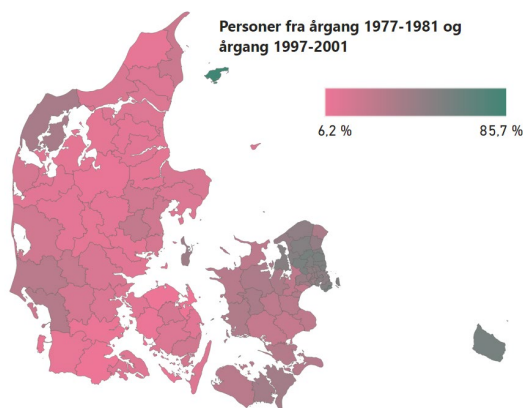 Personer fra årgang 1977-1981 og
årgang 1997-2001
6,2 %
85,7 %